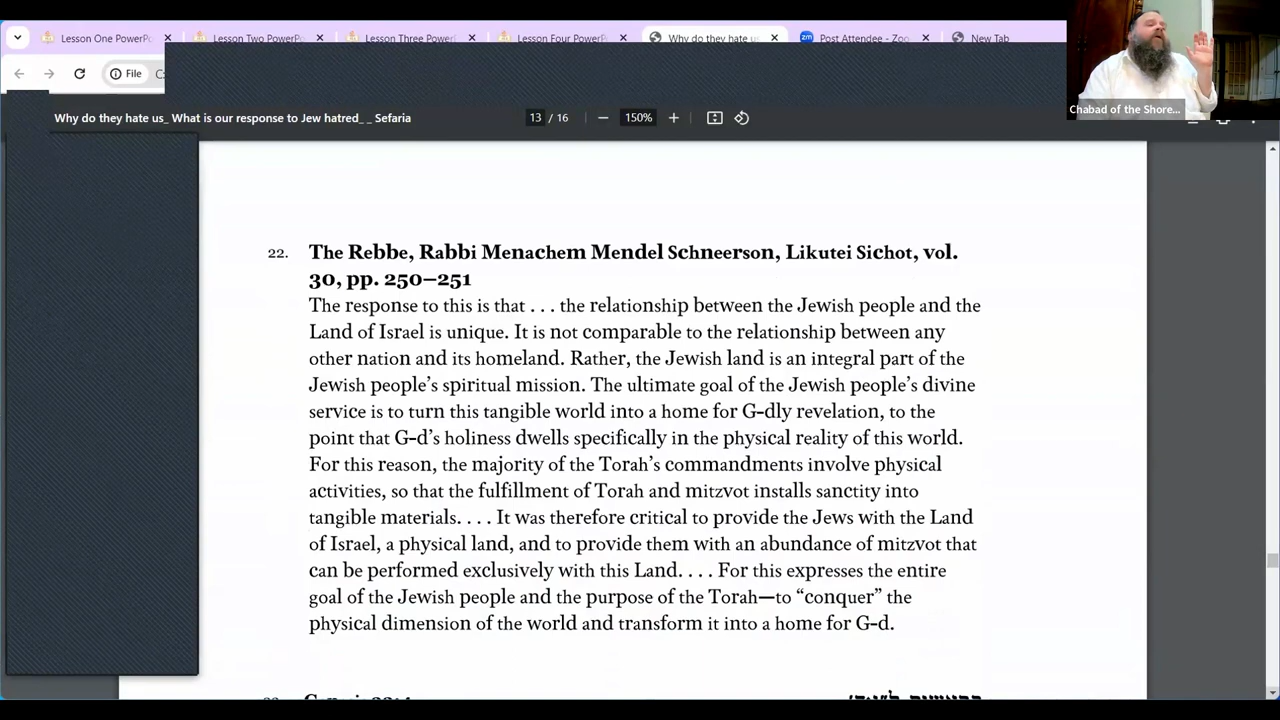 Lesson One PowerP
Lesson Two PowerP
Lesson Three Power
Lesson Four PowerP
Why do they hate us
zm Post Attendee - Zoo
New Tab
File
C:
Why do they hate us_ What is our response to Jew hatred_ _ Sefaria
13 / 16
150%
Chabad of the Shore...
22. The Rebbe, Rabbi Menachem Mendel Schneerson, Likutei Sichot, vol.
30, pp. 250–251
The response to this is that . . . the relationship between the Jewish people and the
Land of Israel is unique. It is not comparable to the relationship between any
other nation and its homeland. Rather, the Jewish land is an integral part of the
Jewish people’s spiritual mission. The ultimate goal of the Jewish people’s divine
service is to turn this tangible world into a home for G-dly revelation, to the
point that G-d’s holiness dwells specifically in the physical reality of this world.
For this reason, the majority of the Torah’s commandments involve physical
activities, so that the fulfillment of Torah and mitzvot installs sanctity into
tangible materials. . . . It was therefore critical to provide the Jews with the Land
of Israel, a physical land, and to provide them with an abundance of mitzvot that
can be performed exclusively with this Land. . . . For this expresses the entire
goal of the Jewish people and the purpose of the Torah—to “conquer” the
physical dimension of the world and transform it into a home for G-d.